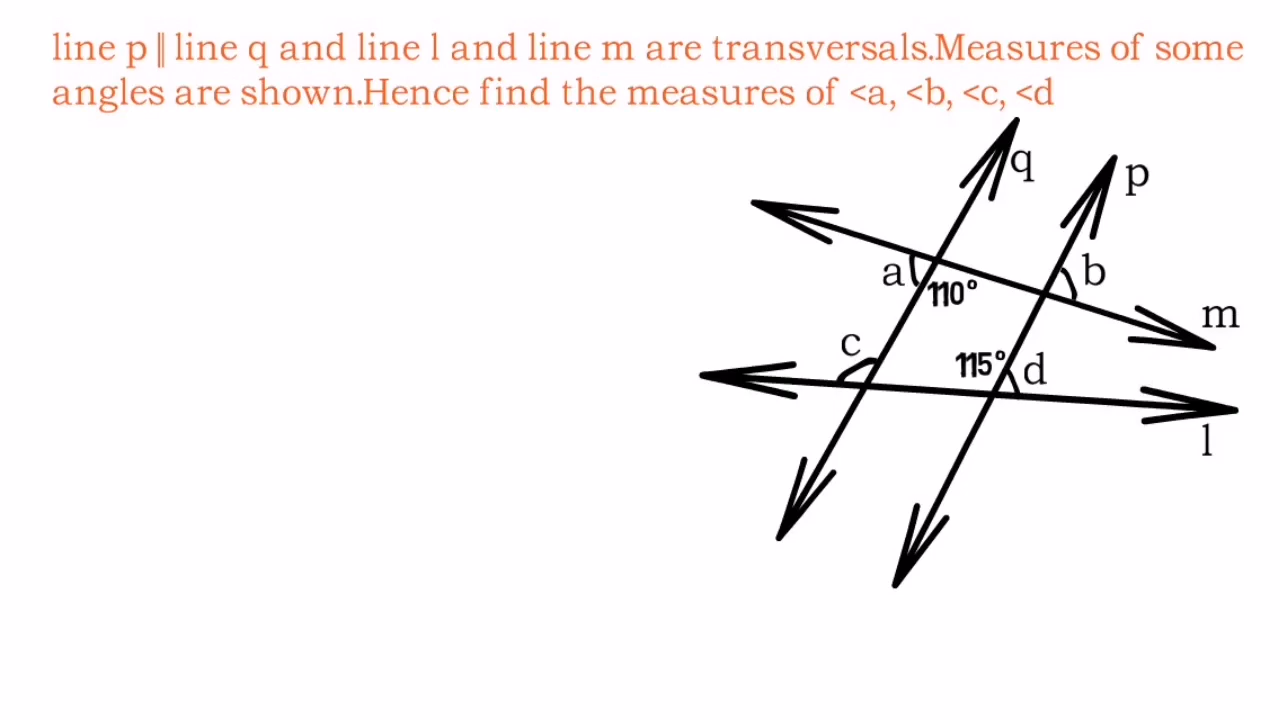 line p || line q and line l and line m are transversals.Measures of some
angles are shown.Hence find the measures of <a, <b, <c, <d
q
p
a
b
110°
m
c
115°
d
l